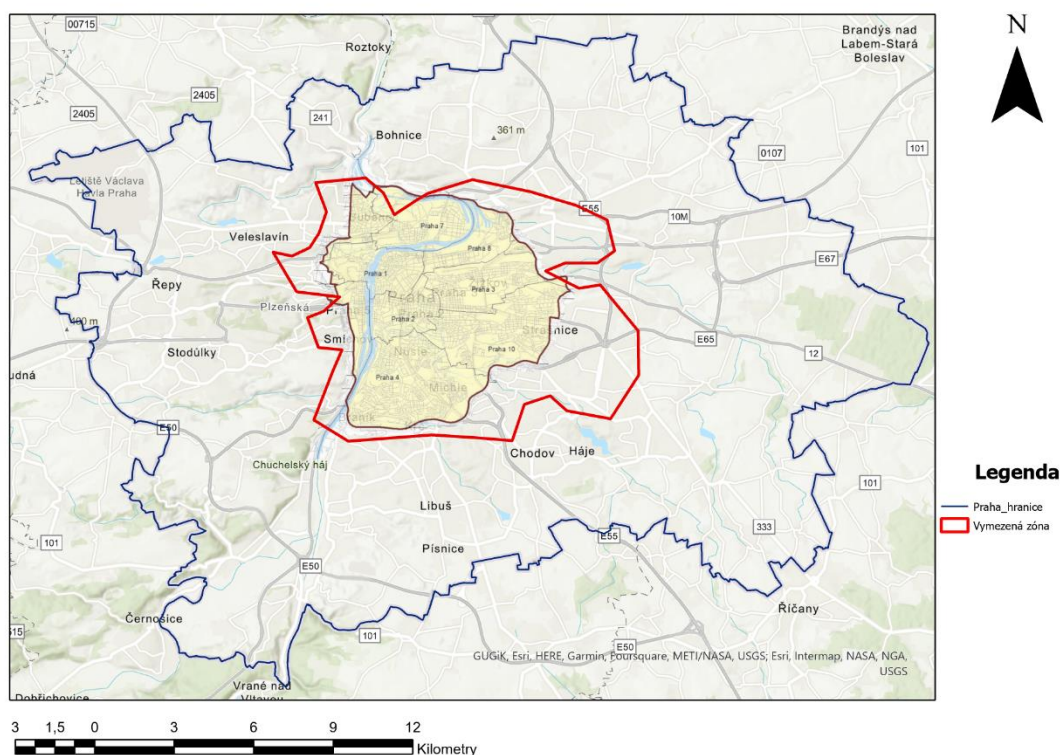 00715
Roztoky
Brandýs nad
Labem-Stará
Boleslav
N
2405
2405
241
361 m
Bohnice
101
0107
Letiště Václava
Havla Praha
E55
10M
Veleslavín
Praha 7
Praha 8
E67
Řepy
Praha 1
Plzeňská
Praha
Praha 3
400 m
Praha 2
Strašnice
E65
Stodůlky
Nusle
Praha 10
12
Praha 4
Michle
E50
Chodov
Háje
Chuchelský háj
Legenda
101
Praha_hranice
Libuš
Vymezená zóna
333
101
Písnice
E55
E50
Říčany
Černošice
101
515
E50
GUGiK, Esri, HERE, Garmin, Foursquare, METI/NASA, USGS; Esri, Intermap, NASA, NGA,
USGS
Vrané nad
Vltavou
Dobřichovice
3 1,5 0 3 6 9 12
Kilometry